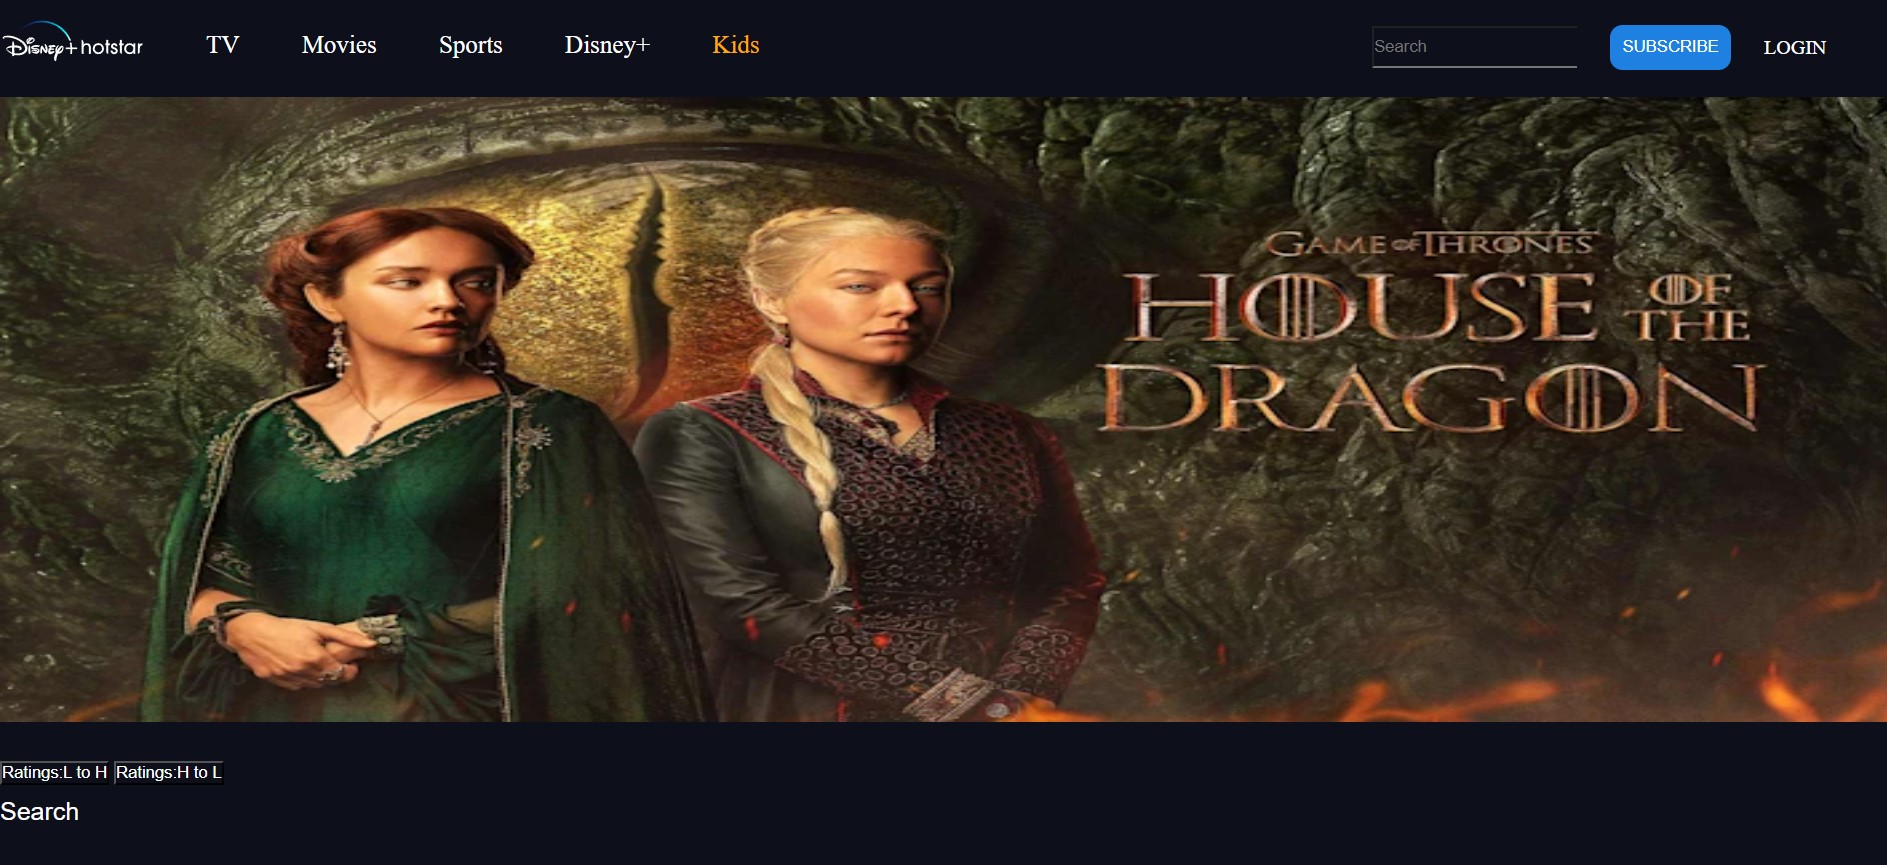 Disney+ hotstar TV Movies Sports Disney+ Kids Search SUBSCRIBE LOGIN
GAME OF THRONES
HOUSE OF THE
DRAGON
Ratings:L to H Ratings:H to L
Search